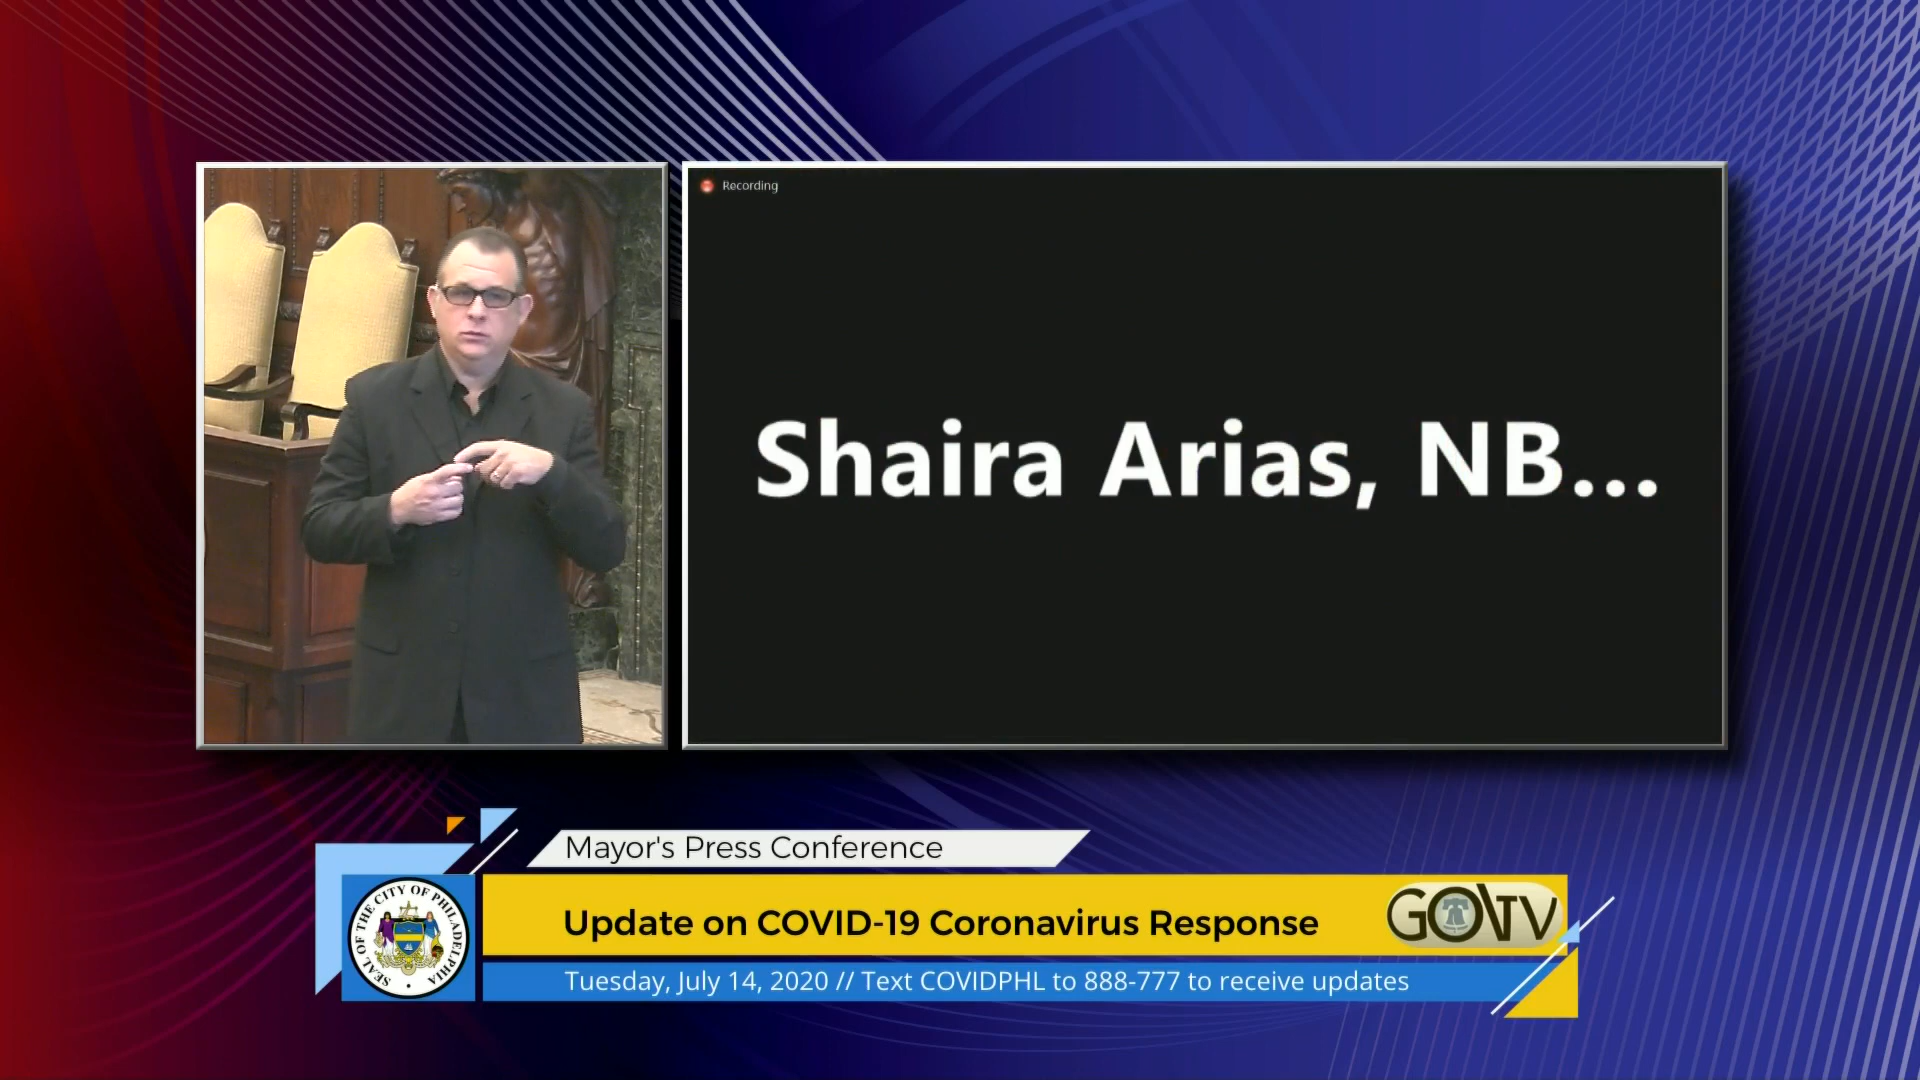 Recording
Shaira Arias, NB...
Mayor's Press Conference
Update on COVID-19 Coronavirus Response
GOVTV
SEAL OF THE CITY OF PHILADELPHIA
Tuesday, July 14, 2020 // Text COVIDPHL to 888-777 to receive updates